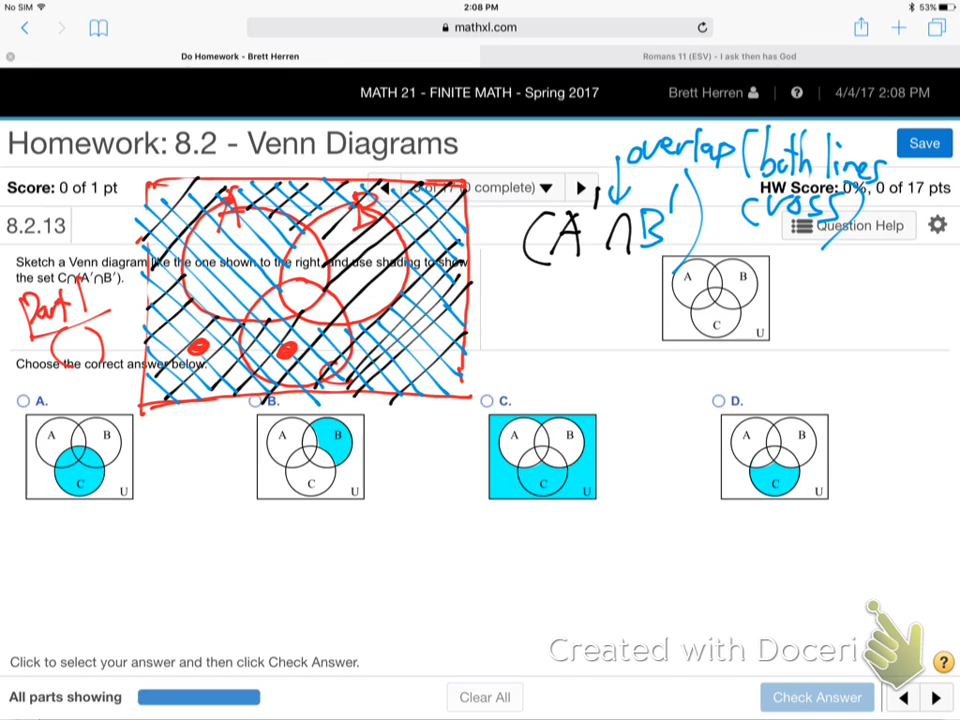 No SIM
2:08 PM
53%
mathxl.com
Do Homework - Brett Herren
Romans 11 (ESV) - I ask then has God
MATH 21 - FINITE MATH - Spring 2017
Brett Herren
?
4/4/17 2:08 PM
Homework: 8.2 - Venn Diagrams
Save
overlap (both lines
cross)
Score: 0 of 1 pt
complete)
HW Score: 0%, 0 of 17 pts
8.2.13
A B
(A' ∩ B'
Question Help
Sketch a Venn diagram like the one shown to the right, and use shading to show
the set C∩(A′∩B′).
A B
C
U
Part 1
( )
Choose the correct answer below.
A.
B.
C.
D.
A B
C
U
A B
C
U
A B
C
U
A B
C
U
Created with Doceri
Click to select your answer and then click Check Answer.
?
All parts showing
Clear All
Check Answer